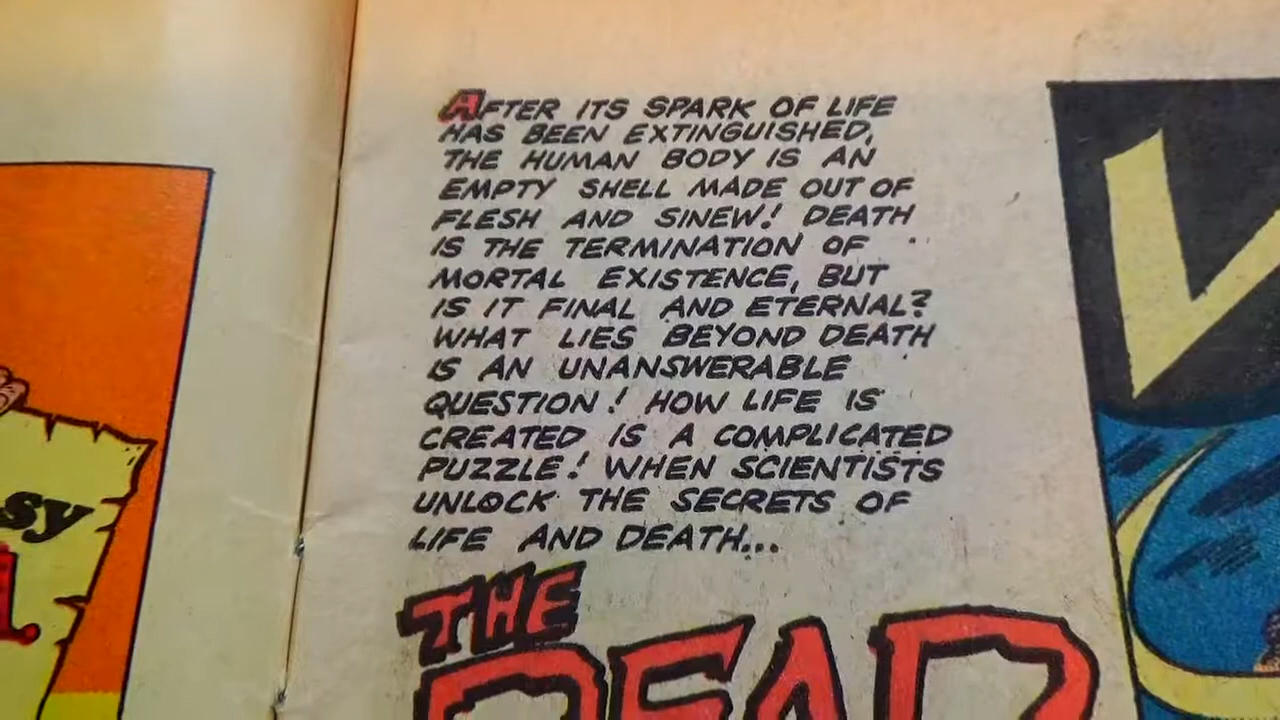 AFTER ITS SPARK OF LIFE
HAS BEEN EXTINGUISHED,
THE HUMAN BODY IS AN
EMPTY SHELL MADE OUT OF
FLESH AND SINEW! DEATH
IS THE TERMINATION OF
MORTAL EXISTENCE, BUT
IS IT FINAL AND ETERNAL?
WHAT LIES BEYOND DEATH
IS AN UNANSWERABLE
QUESTION! HOW LIFE IS
CREATED IS A COMPLICATED
PUZZLE! WHEN SCIENTISTS
UNLOCK THE SECRETS OF
LIFE AND DEATH...
THE
DEAD